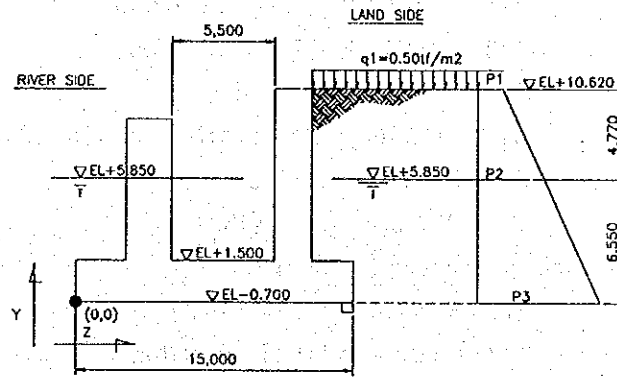 LAND SIDE
5,500
q1=0.50tf/m2
RIVER SIDE
P1
EL+10.620
4.770
EL+5.850
EL+5.850
P2
6.550
EL+1.500
Y
(0,0)
EL-0.700
P3
Z
15,000